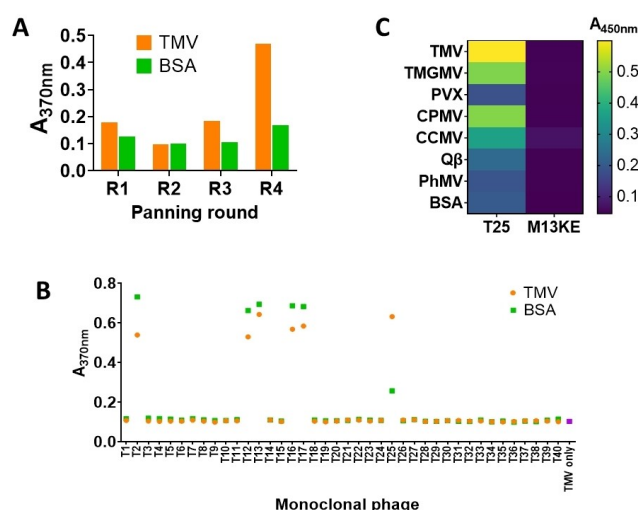 A
0.5
0.4
0.3
0.2
0.1
0.0
A370nm
TMV
BSA
R1 R2 R3 R4
Panning round
C
A450nm
TMV
TMGMV
PVX
CPMV
CCMV
Qβ
PhMV
BSA
T25 M13KE
0.5
0.4
0.3
0.2
0.1
B
0.8
0.6
0.4
0.2
0.0
A370nm
TMV
BSA
T1 T2 T3 T4 T5 T6 T7 T8 T9 T10 T11 T12 T13 T14 T15 T16 T17 T18 T19 T20 T21 T22 T23 T24 T25 T26 T27 T28 T29 T30 T31 T32 T33 T34 T35 T36 T37 T38 T39 T40 TMV only
Monoclonal phage